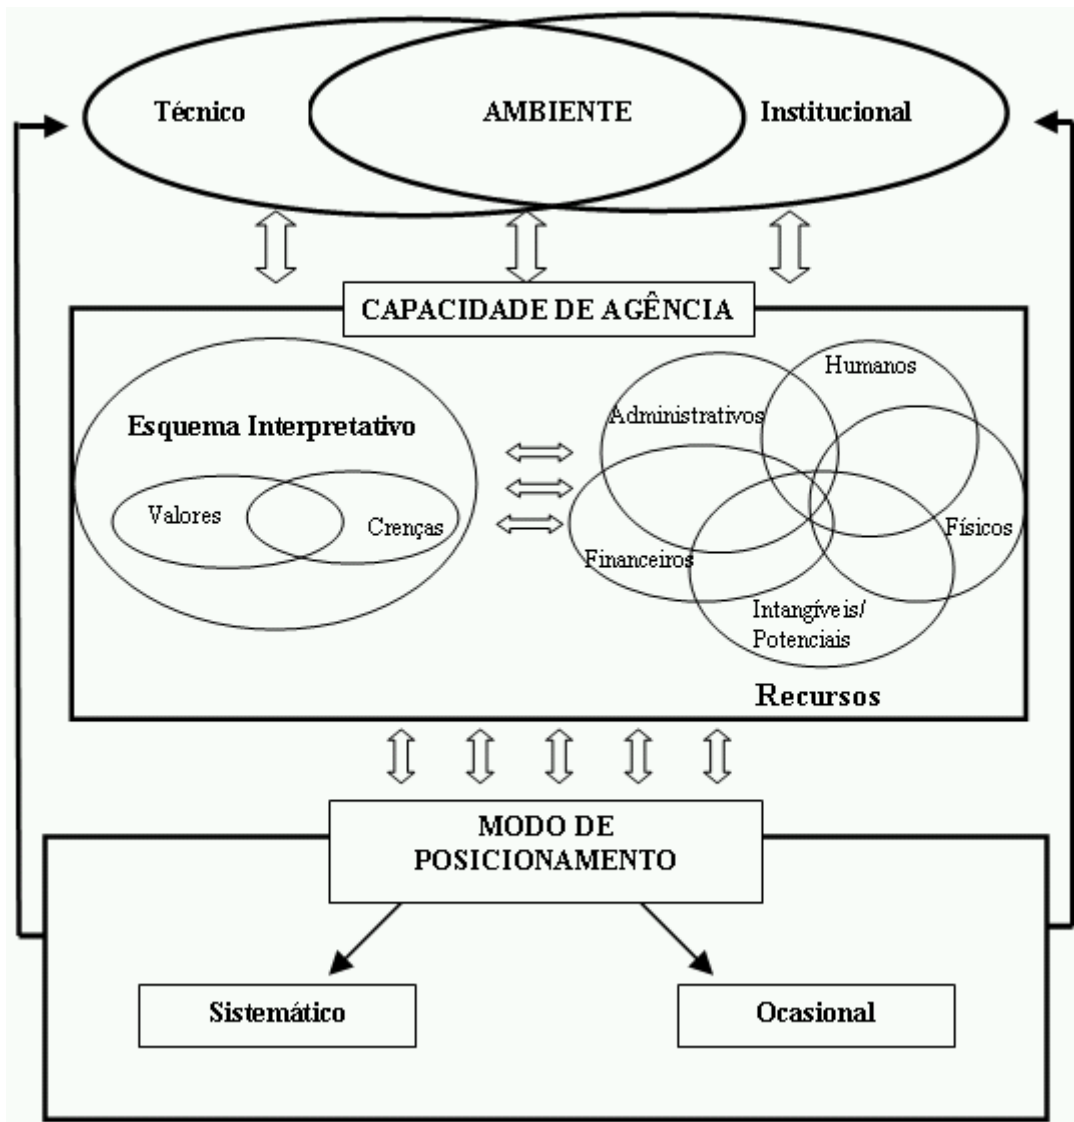 Técnico
AMBIENTE
Institucional
CAPACIDADE DE AGÊNCIA
Esquema Interpretativo
Valores
Crenças
Humanos
Administrativos
Físicos
Financeiros
Intangíveis/
Potenciais
Recursos
MODO DE
POSICIONAMENTO
Sistemático
Ocasional